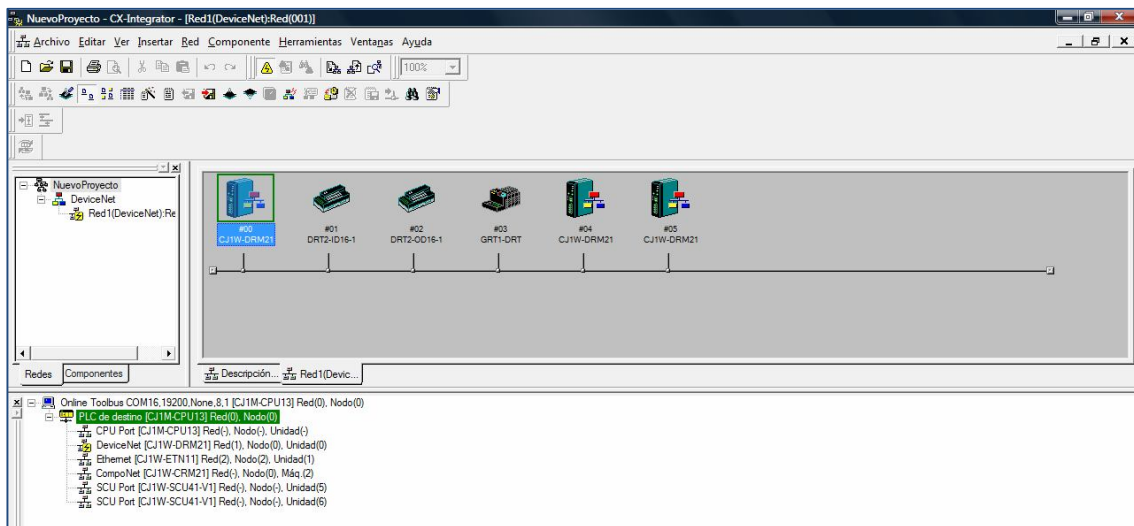 NuevoProyecto - CX-Integrator - [Red1(DeviceNet):Red(001)]
Archivo Editar Ver Insertar Red Componente Herramientas Ventanas Ayuda
100%
NuevoProyecto
DeviceNet
Red1(DeviceNet):Re
#00 #01 #02 #03 #04 #05
CJ1W-DRM21 DRT2-ID16-1 DRT2-OD16-1 GRT1-DRT CJ1W-DRM21 CJ1W-DRM21
Redes Componentes
Descripción... Red1(Devic...
Online Toolbus COM16,19200,None,8,1 [CJ1M-CPU13] Red(0), Nodo(0)
PLC de destino [CJ1M-CPU13] Red(0), Nodo(0)
CPU Port [CJ1M-CPU13] Red(-), Nodo(-), Unidad(-)
DeviceNet [CJ1W-DRM21] Red(1), Nodo(0), Unidad(0)
Ethernet [CJ1W-ETN11] Red(2), Nodo(2), Unidad(1)
CompoNet [CJ1W-CRM21] Red(-), Nodo(0), Máq.(2)
SCU Port [CJ1W-SCU41-V1] Red(-), Nodo(-), Unidad(5)
SCU Port [CJ1W-SCU41-V1] Red(-), Nodo(-), Unidad(6)